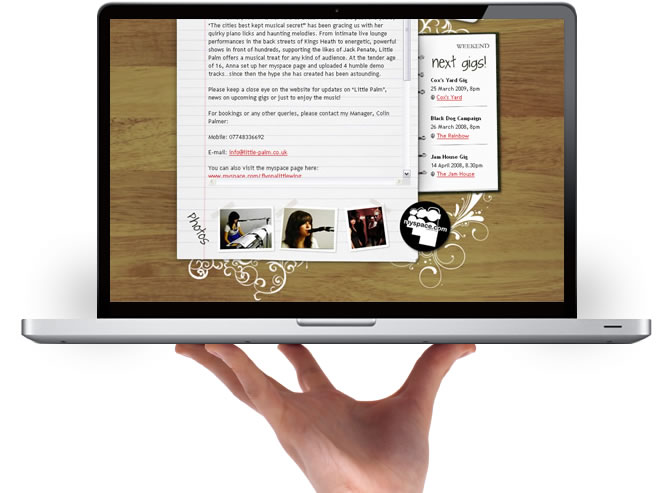 "The cities best kept musical secret" has been gracing us with her
quirky piano licks and haunting melodies. From intimate live lounge
performances in the back streets of Kings Heath to energetic, powerful
shows in front of hundreds, supporting the likes of Jack Penate, Little
Palm offers a musical treat for any kind of audience. At the tender age
of 16, Anna set up her myspace page and uploaded 4 humble demo
tracks...since then the hype she has created has been astounding.
Please keep a close eye on the website for updates on "Little Palm",
news on upcoming gigs or just to enjoy the music!
For bookings or any other queries, please contact my Manager, Colin
Palmer:
Mobile: 07748336692
E-mail: info@little-palm.co.uk
You can also visit the myspace page here:
www.myspace.com/flyonalittlewing
Photos
myspace.com
WEEKEND
next gigs!
Cox's Yard Gig
25 March 2009, 8pm
@ Cox's Yard
Black Dog Campaign
26 March 2008, 8pm
@ The Rainbow
Jam House Gig
14 April 2008, 8.30pm
@ The Jam House